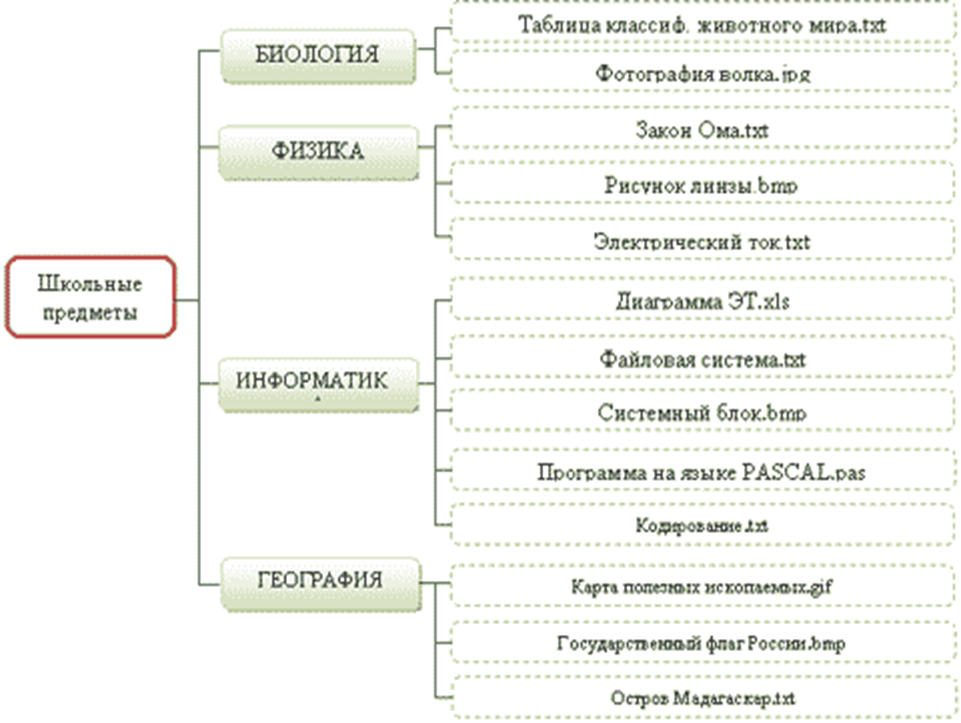 Школьные
предметы
БИОЛОГИЯ
Таблица классиф. животного мира.txt
Фотография волка.jpg
ФИЗИКА
Закон Ома.txt
Рисунок линзы.bmp
Электрический ток.txt
ИНФОРМАТИК
А
Диаграмма ЭТ.xls
Файловая система.txt
Системный блок.bmp
Программа на языке PASCAL.pas
Кодирование.txt
ГЕОГРАФИЯ
Карта полезных ископаемых.gif
Государственный флаг России.bmp
Остров Мадагаскар.txt